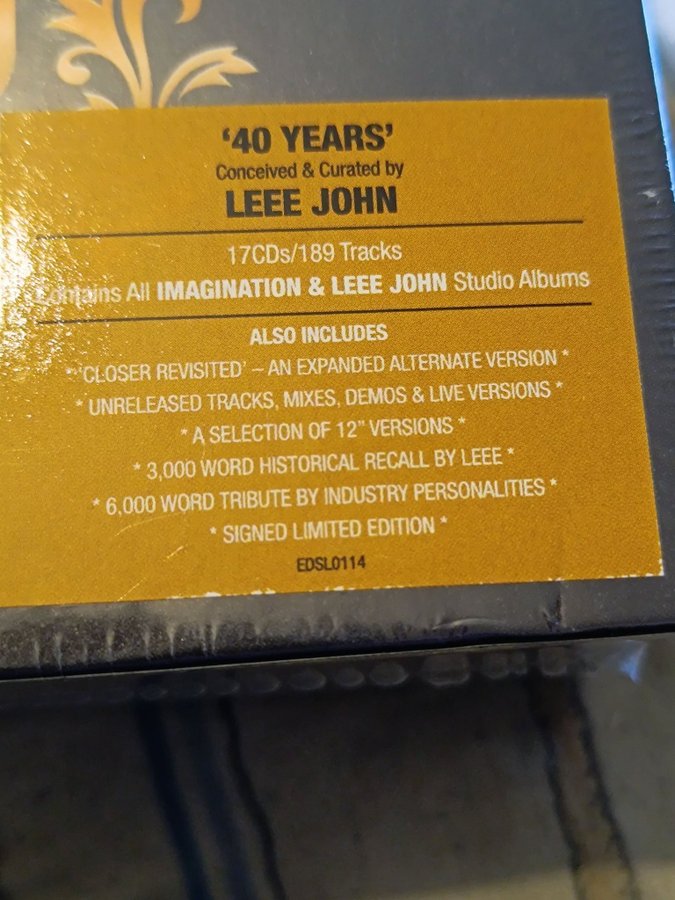 ‘40 YEARS’
Conceived & Curated by
LEEE JOHN
17CDs/189 Tracks
Contains All IMAGINATION & LEEE JOHN Studio Albums
ALSO INCLUDES
* ‘CLOSER REVISITED’ – AN EXPANDED ALTERNATE VERSION *
* UNRELEASED TRACKS, MIXES, DEMOS & LIVE VERSIONS *
* A SELECTION OF 12” VERSIONS *
* 3,000 WORD HISTORICAL RECALL BY LEEE *
* 6,000 WORD TRIBUTE BY INDUSTRY PERSONALITIES *
* SIGNED LIMITED EDITION *
EDSL0114